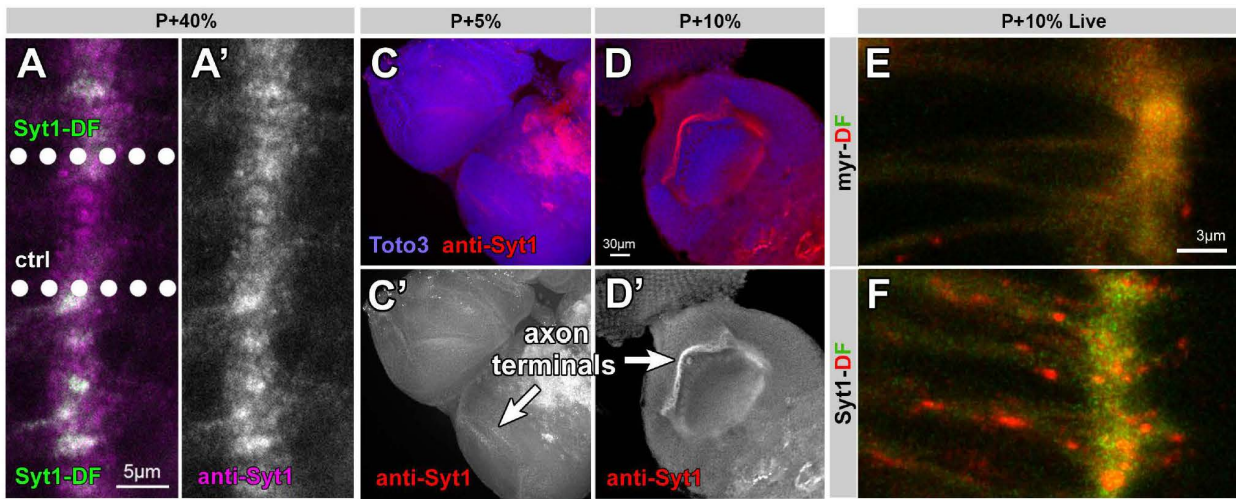 P+40%
P+5%
P+10%
P+10% Live
A
A’
C
D
E
Syt1-DF
ctrl
Toto3 anti-Syt1
30µm
3µm
myr-DF
C’
D’
F
axon
terminals
Syt1-DF
Syt1-DF
5µm
anti-Syt1
anti-Syt1
anti-Syt1